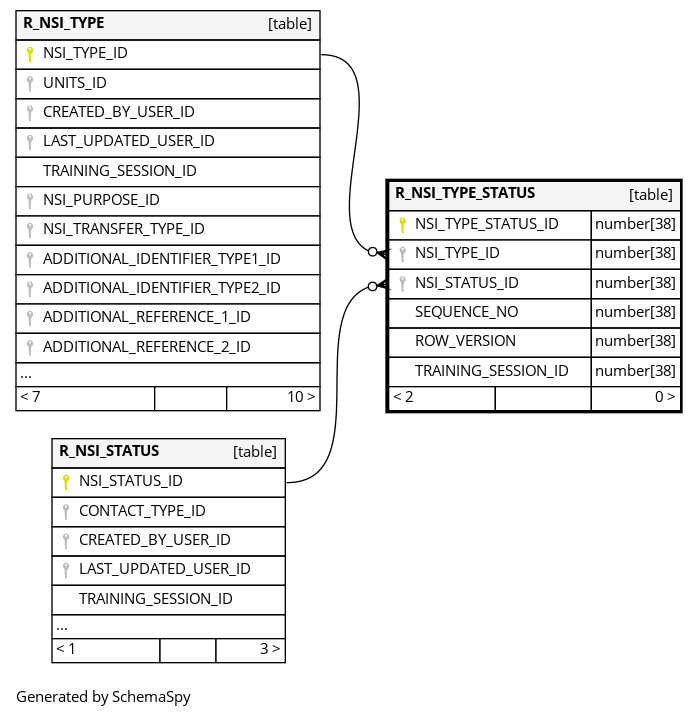 R_NSI_TYPE [table]
NSI_TYPE_ID
UNITS_ID
CREATED_BY_USER_ID
LAST_UPDATED_USER_ID
TRAINING_SESSION_ID
NSI_PURPOSE_ID
NSI_TRANSFER_TYPE_ID
ADDITIONAL_IDENTIFIER_TYPE1_ID
ADDITIONAL_IDENTIFIER_TYPE2_ID
ADDITIONAL_REFERENCE_1_ID
ADDITIONAL_REFERENCE_2_ID
...
< 7 10 >
R_NSI_TYPE_STATUS [table]
NSI_TYPE_STATUS_ID number[38]
NSI_TYPE_ID number[38]
NSI_STATUS_ID number[38]
SEQUENCE_NO number[38]
ROW_VERSION number[38]
TRAINING_SESSION_ID number[38]
< 2 0 >
R_NSI_STATUS [table]
NSI_STATUS_ID
CONTACT_TYPE_ID
CREATED_BY_USER_ID
LAST_UPDATED_USER_ID
TRAINING_SESSION_ID
...
< 1 3 >
Generated by SchemaSpy